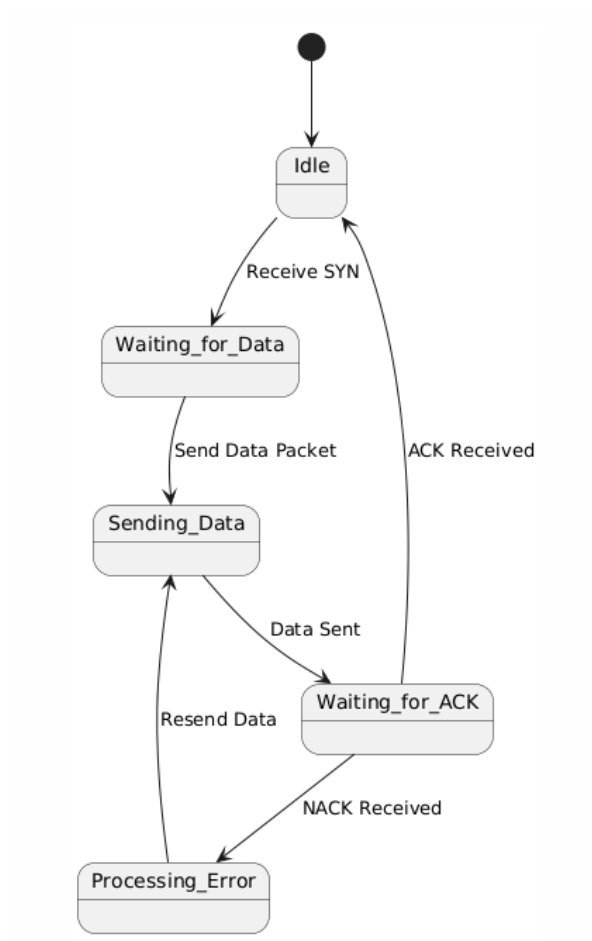 Idle
Receive SYN
Waiting_for_Data
Send Data Packet
ACK Received
Sending_Data
Data Sent
Waiting_for_ACK
Resend Data
NACK Received
Processing_Error